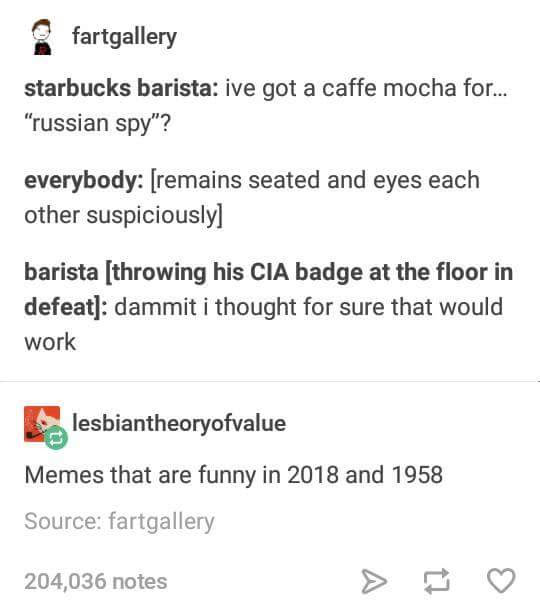 fartgallery
starbucks barista: ive got a caffe mocha for...
“russian spy”?
everybody: [remains seated and eyes each
other suspiciously]
barista [throwing his CIA badge at the floor in
defeat]: dammit i thought for sure that would
work
lesbiantheoryofvalue
Memes that are funny in 2018 and 1958
Source: fartgallery
204,036 notes